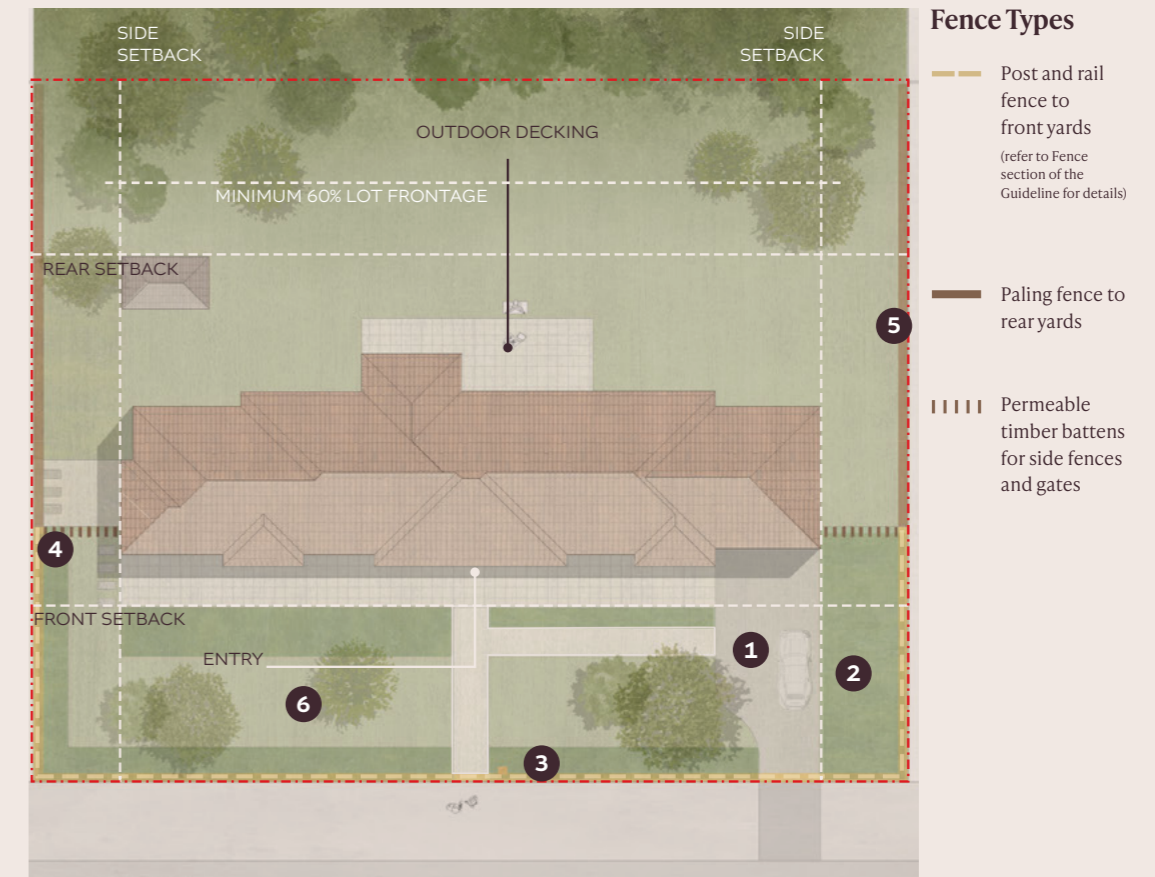 SIDE
SETBACK
SIDE
SETBACK
OUTDOOR DECKING
MINIMUM 60% LOT FRONTAGE
REAR SETBACK
5
4
FRONT SETBACK
ENTRY
1
2
6
3
Fence Types
Post and rail
fence to
front yards
(refer to Fence
section of the
Guideline for details)
Paling fence to
rear yards
Permeable
timber battens
for side fences
and gates